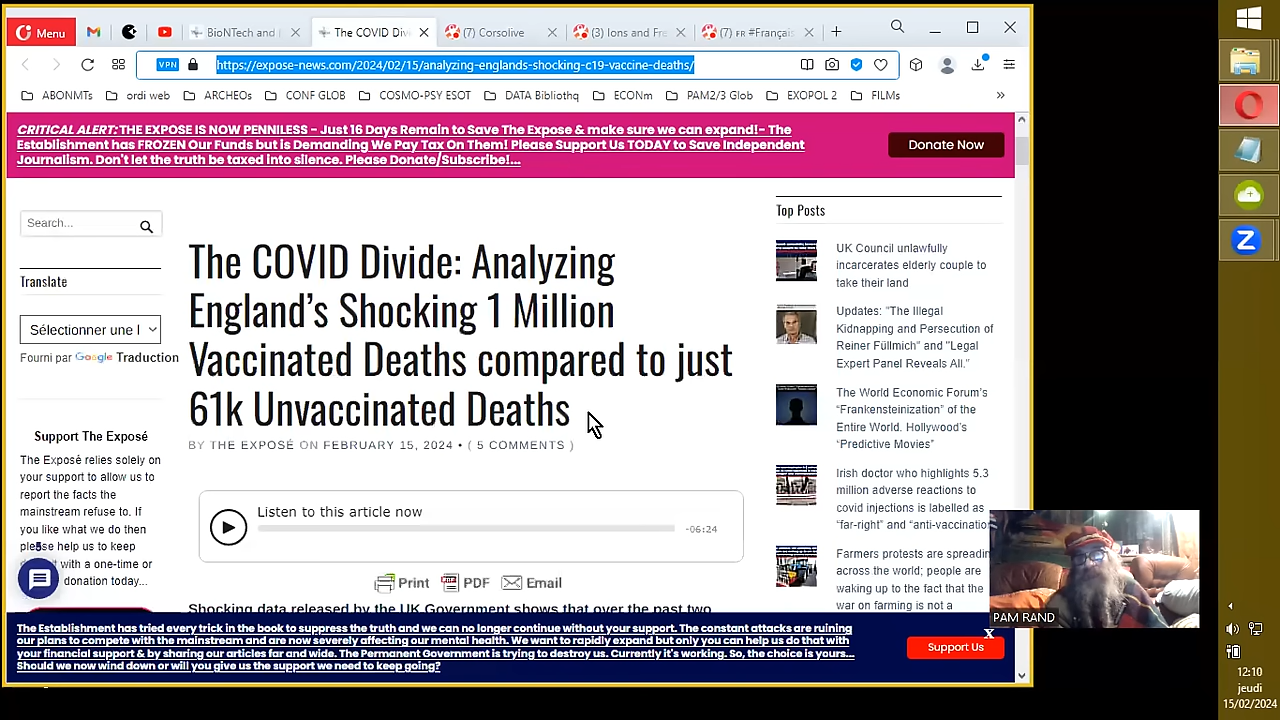 Menu
BioNTech and
The COVID Div
(7) Corsolive
(3) Ions and Fre
(7) FR #Français
VPN
https://expose-news.com/2024/02/15/analyzing-englands-shocking-c19-vaccine-deaths/
ABONMTs
ordi web
ARCHEOs
CONF GLOB
COSMO-PSY ESOT
DATA Bibliothq
ECONm
PAM2/3 Glob
EXOPOL 2
FILMs
CRITICAL ALERT: THE EXPOSE IS NOW PENNILESS - Just 16 Days Remain to Save The Expose & make sure we can expand!- The
Establishment has FROZEN Our Funds but is Demanding We Pay Tax On Them! Please Support Us TODAY to Save Independent
Journalism. Don't let the truth be taxed into silence. Please Donate/Subscribe!...
Donate Now
Search...
Translate
Sélectionner une l
Fourni par Google Traduction
Support The Exposé
The Exposé relies solely on
your support to allow us to
report the facts the
mainstream refuse to. If
you like what we do then
please help us to keep
with a one-time or
donation today...
5
The COVID Divide: Analyzing
England's Shocking 1 Million
Vaccinated Deaths compared to just
61k Unvaccinated Deaths
BY THE EXPOSÉ ON FEBRUARY 15, 2024 • ( 5 COMMENTS )
Listen to this article now
-06:24
Print
PDF
Email
Shocking data released by the UK Government shows that over the past two
Top Posts
UK Council unlawfully
incarcerates elderly couple to
take their land
Updates: "The Illegal
Kidnapping and Persecution of
Reiner Füllmich" and "Legal
Expert Panel Reveals All."
The World Economic Forum's
"Frankensteinization" of the
Entire World. Hollywood's
"Predictive Movies"
Irish doctor who highlights 5.3
million adverse reactions to
covid injections is labelled as
"far-right" and "anti-vaccinatio
Farmers protests are spreadin
across the world; people are
waking up to the fact that the
war on farming is not a
PAM RAND
The Establishment has tried every trick in the book to suppress the truth and we can no longer continue without your support. The constant attacks are ruining
our plans to compete with the mainstream and are now severely affecting our mental health. We want to rapidly expand but only you can help us do that with
your financial support & by sharing our articles far and wide. The Permanent Government is trying to destroy us. Currently it's working. So, the choice is yours...
Should we now wind down or will you give us the support we need to keep going?
X
Support Us
Z
12:10
jeudi
15/02/2024